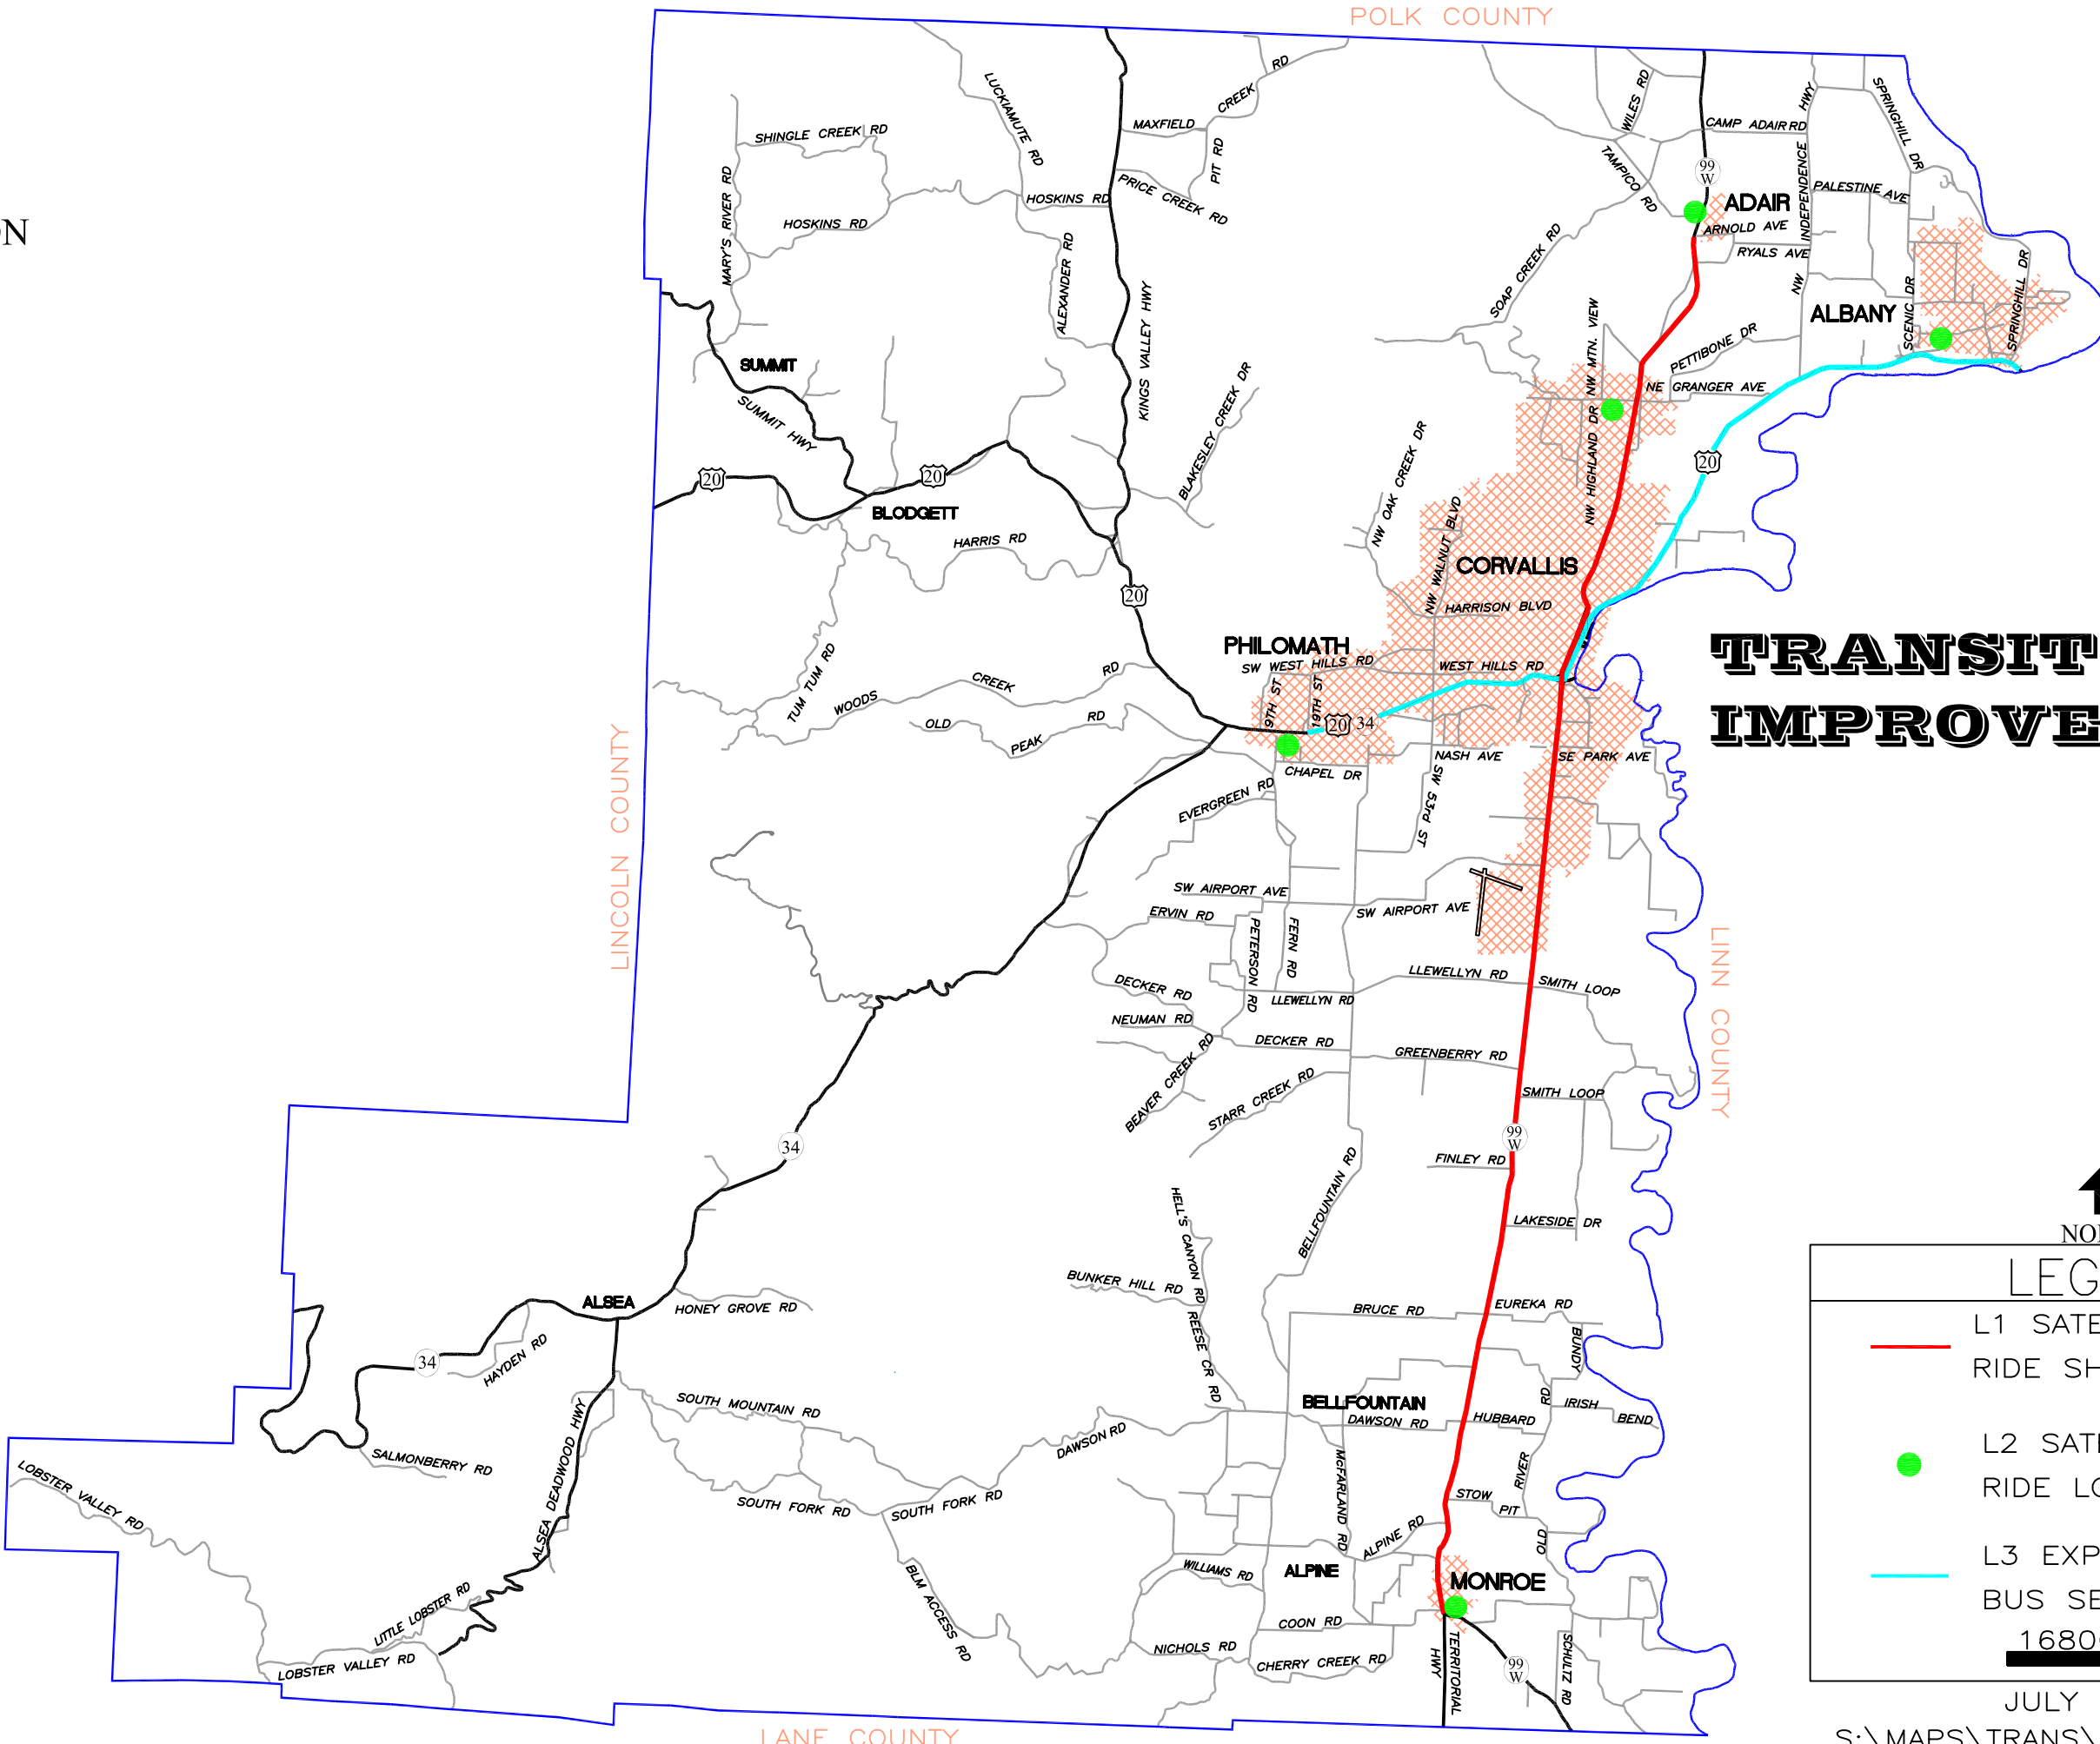 POLK COUNTY
ON
LUCKIAMUTE RD
MAXFIELD
CREEK
RD
PIT RD
PRICE CREEK RD
SHINGLE CREEK RD
MARY'S RIVER RD
HOSKINS RD
HOSKINS RD
ALEXANDER RD
KINGS VALLEY HWY
WILES RD
CAMP ADAIR RD
TAMPICO RD
99
W
ADAIR
ARNOLD AVE
RYALS AVE
INDEPENDENCE
HWY
NW
PALESTINE AVE
SPRINGHILL DR
SOAP CREEK RD
ALBANY
SCENIC DR
SPRINGHILL DR
NW MTN. VIEW
PETTIBONE DR
NE GRANGER AVE
NW HIGHLAND DR
SUMMIT
SUMMIT HWY
20
20
BLODGETT
HARRIS RD
BLAKESLEY CREEK DR
NW OAK CREEK DR
NW WALNUT BLVD
20
CORVALLIS
HARRISON BLVD
20
PHILOMATH
SW WEST HILLS RD
WEST HILLS RD
9TH ST
19TH ST
20
34
TRANSIT
IMPROVE
TUM TUM RD
WOODS
CREEK
RD
OLD
PEAK
RD
NASH AVE
SE PARK AVE
CHAPEL DR
EVERGREEN RD
SW 53rd ST
LINCOLN COUNTY
SW AIRPORT AVE
SW AIRPORT AVE
ERVIN RD
PETERSON RD
FERN RD
LLEWELLYN RD
LLEWELLYN RD
SMITH LOOP
LINN COUNTY
DECKER RD
NEUMAN RD
DECKER RD
GREENBERRY RD
BEAVER CREEK RD
STARR CREEK RD
SMITH LOOP
34
99
W
FINLEY RD
BELLFOUNTAIN RD
HELL'S CANYON RD
LAKESIDE DR
BUNKER HILL RD
REESE CR RD
BRUCE RD
EUREKA RD
BUNDY
ALSEA
HONEY GROVE RD
34
HAYDEN RD
SOUTH MOUNTAIN RD
BELLFOUNTAIN
DAWSON RD
HUBBARD
RD
IRISH
BEND
DAWSON RD
SALMONBERRY RD
ALSEA DEADWOOD HWY
LOBSTER VALLEY RD
SOUTH FORK RD
SOUTH FORK RD
McFARLAND RD
STOW
PIT
RIVER
OLD
ALPINE RD
WILLIAMS RD
ALPINE
MONROE
BLM ACCESS RD
LITTLE LOBSTER RD
LOBSTER VALLEY RD
COON RD
NICHOLS RD
CHERRY CREEK RD
HWY
TERRITORIAL
99
W
SCHULTZ RD
LANE COUNTY
NO
LEG
L1 SATE
RIDE SH
L2 SATE
RIDE LO
L3 EXP
BUS SE
1680
JULY
S:\MAPS\TRANS\